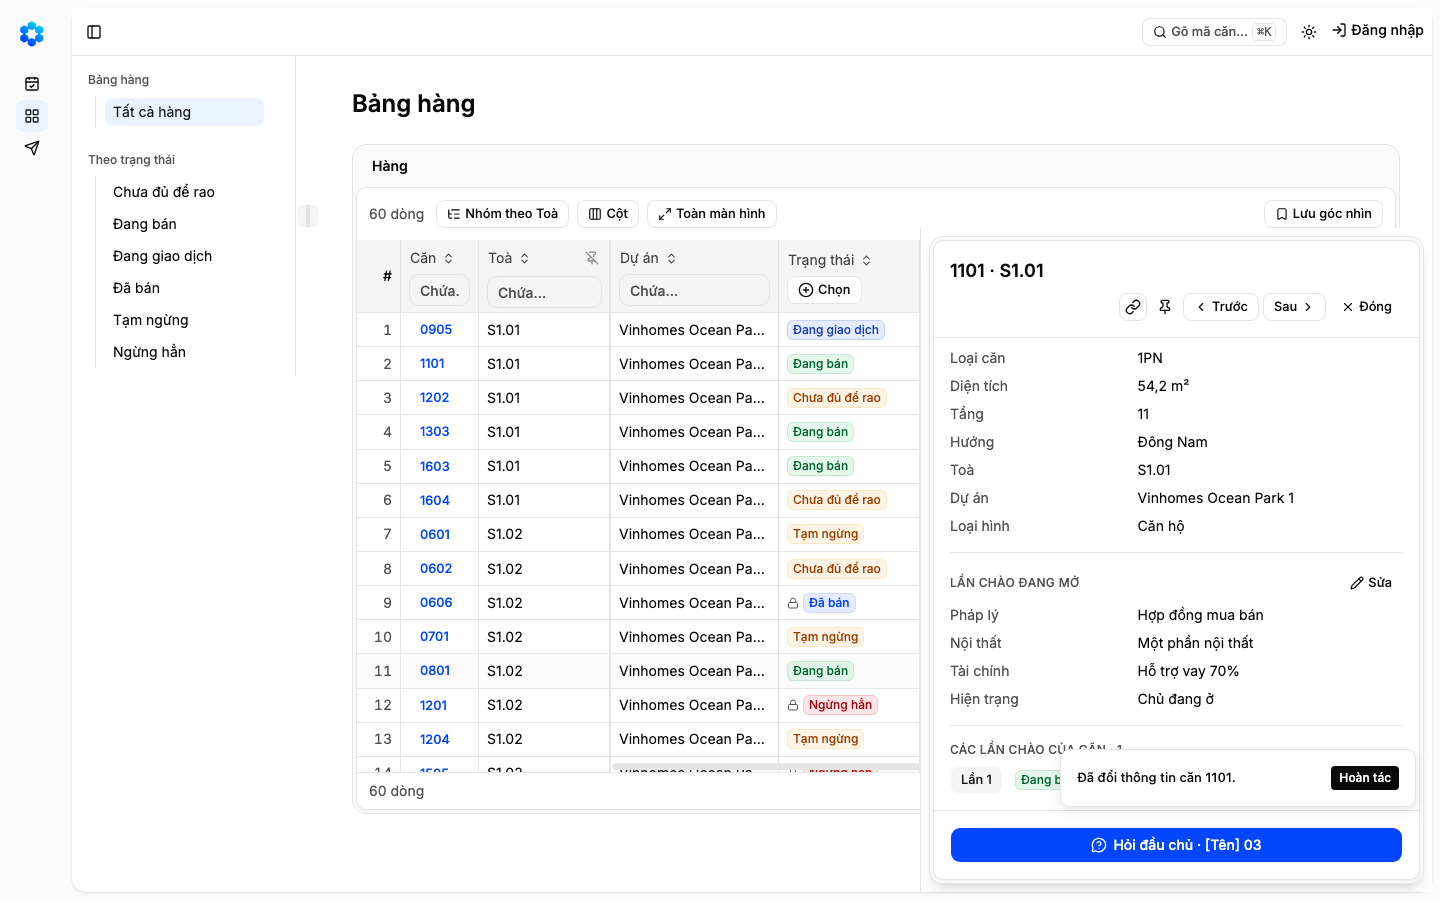 Gõ mã căn... ⌘K
Đăng nhập
Bảng hàng
Tất cả hàng
Theo trạng thái
Chưa đủ để rao
Đang bán
Đang giao dịch
Đã bán
Tạm ngừng
Ngừng hẳn
Bảng hàng
Hàng
60 dòng
Nhóm theo Toà
Cột
Toàn màn hình
Lưu góc nhìn
# Căn Toà Dự án Trạng thái
Chứa. Chứa... Chứa... Chọn
1 0905 S1.01 Vinhomes Ocean Pa... Đang giao dịch
2 1101 S1.01 Vinhomes Ocean Pa... Đang bán
3 1202 S1.01 Vinhomes Ocean Pa... Chưa đủ để rao
4 1303 S1.01 Vinhomes Ocean Pa... Đang bán
5 1603 S1.01 Vinhomes Ocean Pa... Đang bán
6 1604 S1.01 Vinhomes Ocean Pa... Chưa đủ để rao
7 0601 S1.02 Vinhomes Ocean Pa... Tạm ngừng
8 0602 S1.02 Vinhomes Ocean Pa... Chưa đủ để rao
9 0606 S1.02 Vinhomes Ocean Pa... Đã bán
10 0701 S1.02 Vinhomes Ocean Pa... Tạm ngừng
11 0801 S1.02 Vinhomes Ocean Pa... Đang bán
12 1201 S1.02 Vinhomes Ocean Pa... Ngừng hẳn
13 1204 S1.02 Vinhomes Ocean Pa... Tạm ngừng
60 dòng
1101 · S1.01
Trước
Sau
Đóng
Loại căn 1PN
Diện tích 54,2 m²
Tầng 11
Hướng Đông Nam
Toà S1.01
Dự án Vinhomes Ocean Park 1
Loại hình Căn hộ
LẦN CHÀO ĐANG MỞ Sửa
Pháp lý Hợp đồng mua bán
Nội thất Một phần nội thất
Tài chính Hỗ trợ vay 70%
Hiện trạng Chủ đang ở
CÁC LẦN CHÀO CỦA CĂN · 1
Lần 1 Đang b
Đã đổi thông tin căn 1101. Hoàn tác
Hỏi đầu chủ · [Tên] 03